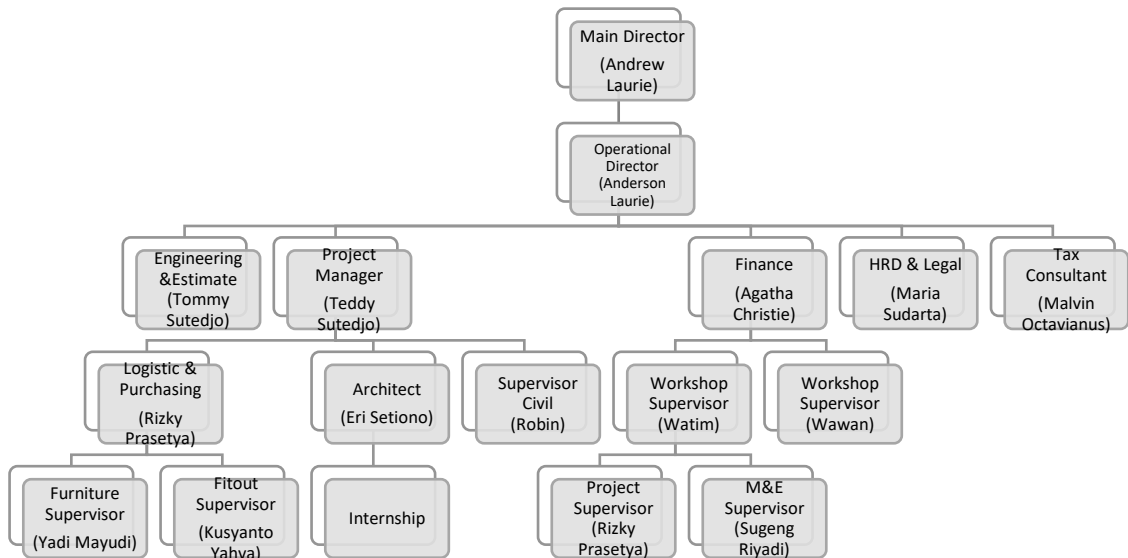 Main Director
(Andrew
Laurie)
Operational
Director
(Anderson
Laurie)
Engineering
&Estimate
(Tommy
Sutedjo)
Project
Manager
(Teddy
Sutedjo)
Finance
(Agatha
Christie)
HRD & Legal
(Maria
Sudarta)
Tax
Consultant
(Malvin
Octavianus)
Logistic &
Purchasing
(Rizky
Prasetya)
Architect
(Eri Setiono)
Supervisor
Civil
(Robin)
Workshop
Supervisor
(Watim)
Workshop
Supervisor
(Wawan)
Furniture
Supervisor
(Yadi Mayudi)
Fitout
Supervisor
(Kusyanto
Yahya)
Internship
Project
Supervisor
(Rizky
Prasetya)
M&E
Supervisor
(Sugeng
Riyadi)